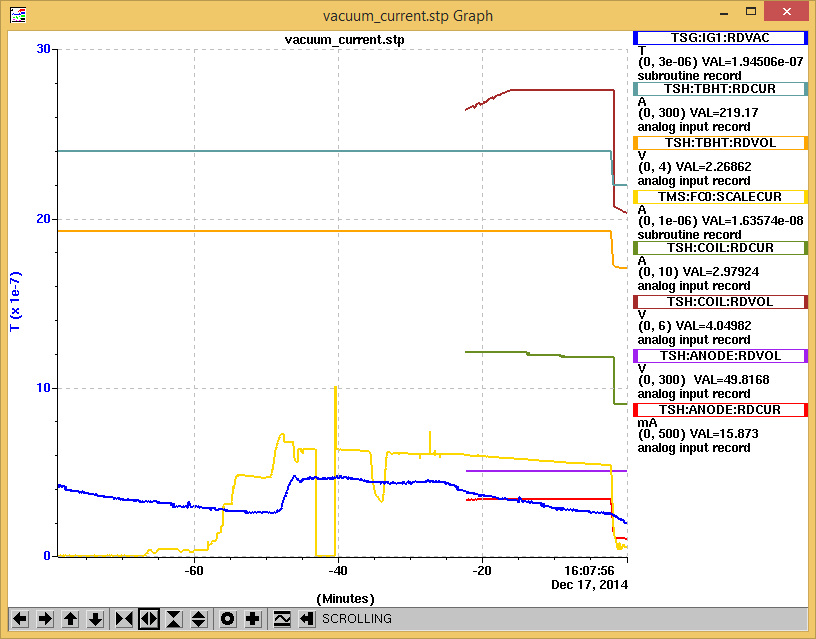 vacuum_current.stp Graph
vacuum_current.stp
30
20
10
0
T (x 1e-7)
-60
-40
-20
16:07:56
Dec 17, 2014
(Minutes)
TSG:IG1:RDVAC
T
(0, 3e-06) VAL=1.94506e-07
subroutine record
TSH:TBHT:RDCUR
A
(0, 300) VAL=219.17
analog input record
TSH:TBHT:RDVOL
V
(0, 4) VAL=2.26862
analog input record
TMS:FC0:SCALECUR
A
(0, 1e-06) VAL=1.63574e-08
subroutine record
TSH:COIL:RDCUR
A
(0, 10) VAL=2.97924
analog input record
TSH:COIL:RDVOL
V
(0, 6) VAL=4.04982
analog input record
TSH:ANODE:RDVOL
V
(0, 300) VAL=49.8168
analog input record
TSH:ANODE:RDCUR
mA
(0, 500) VAL=15.873
analog input record
SCROLLING